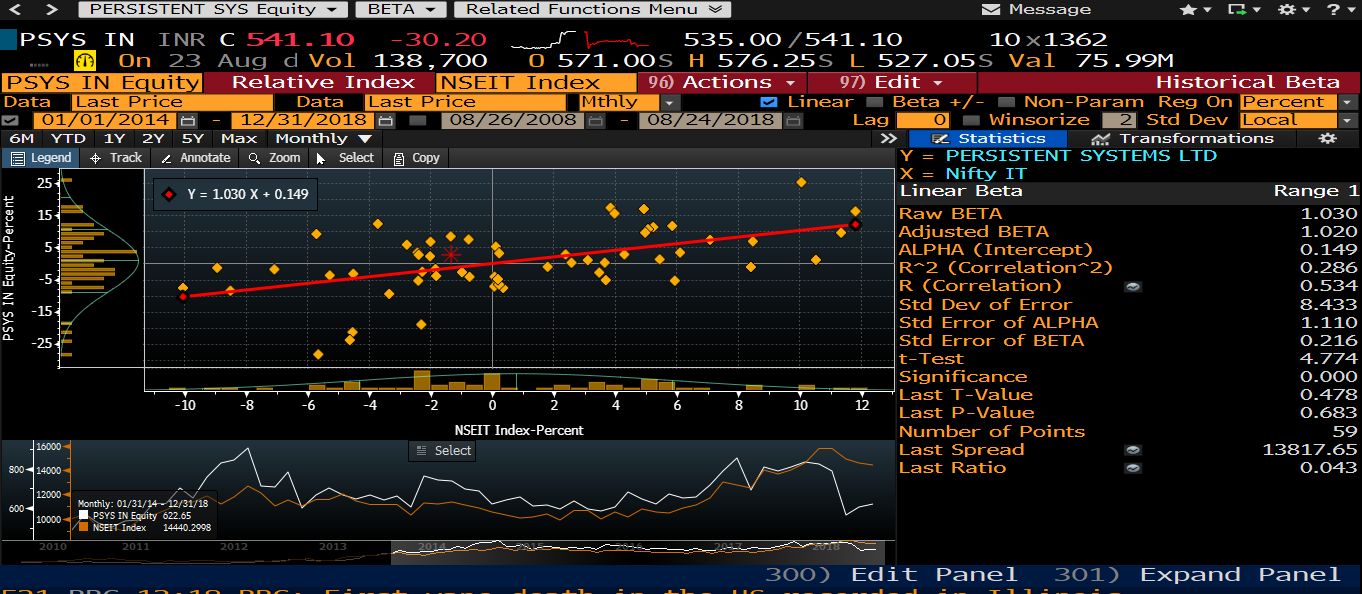 < > PERSISTENT SYS Equity BETA Related Functions Menu Message ?
PSYS IN INR C 541.10 -30.20 535.00/541.10 10x1362
On 23 Aug d Vol 138,700 O 571.00S H 576.25S L 527.05S Val 75.99M
PSYS IN Equity Relative Index NSEIT Index 96) Actions 97) Edit Historical Beta
Data Last Price Data Last Price Mthly Linear Beta +/- Non-Param Reg On Percent
01/01/2014 - 12/31/2018 08/26/2008 - 08/24/2018 Lag 0 Winsorize 2 Std Dev Local
6M YTD 1Y 2Y 5Y Max Monthly >> Statistics Transformations
Legend Track Annotate Zoom Select Copy
Y = PERSISTENT SYSTEMS LTD
X = Nifty IT
Linear Beta Range 1
Raw BETA 1.030
Adjusted BETA 1.020
ALPHA (Intercept) 0.149
R^2 (Correlation^2) 0.286
R (Correlation) 0.534
Std Dev of Error 8.433
Std Error of ALPHA 1.110
Std Error of BETA 0.216
t-Test 4.774
Significance 0.000
Last T-Value 0.478
Last P-Value 0.683
Number of Points 59
Last Spread 13817.65
Last Ratio 0.043
Y = 1.030 X + 0.149
PSYS IN Equity-Percent
25
15
5
-5
-15
-25
-10 -8 -6 -4 -2 0 2 4 6 8 10 12
NSEIT Index-Percent
Select
800
600
16000
14000
12000
10000
Monthly: 01/31/14 - 12/31/18
PSYS IN Equity 622.65
NSEIT Index 14440.2998
2010 2011 2012 2013 2014 2015 2016 2017 2018
300) Edit Panel 301) Expand Panel